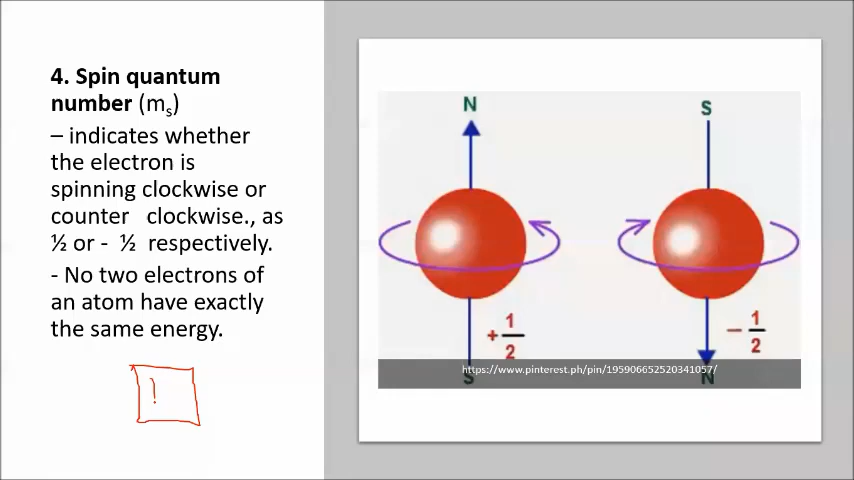 4. Spin quantum
number (ms)
– indicates whether
the electron is
spinning clockwise or
counter clockwise., as
½ or - ½ respectively.
- No two electrons of
an atom have exactly
the same energy.
N
S
+ 1/2
− 1/2
S
N
https://www.pinterest.ph/pin/195906652520341057/